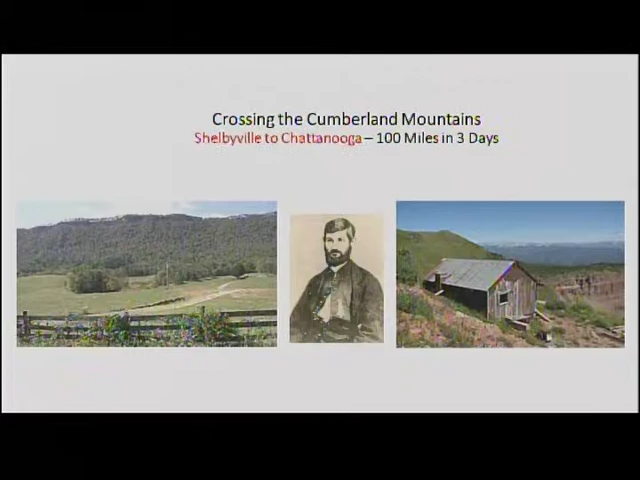 Crossing the Cumberland Mountains
Shelbyville to Chattanooga – 100 Miles in 3 Days